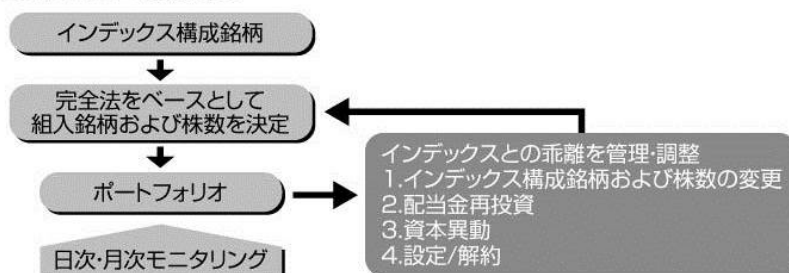 インデックス構成銘柄
完全法をベースとして
組入銘柄および株数を決定
ポートフォリオ
日次・月次モニタリング
インデックスとの乖離を管理・調整
1.インデックス構成銘柄および株数の変更
2.配当金再投資
3.資本異動
4.設定/解約